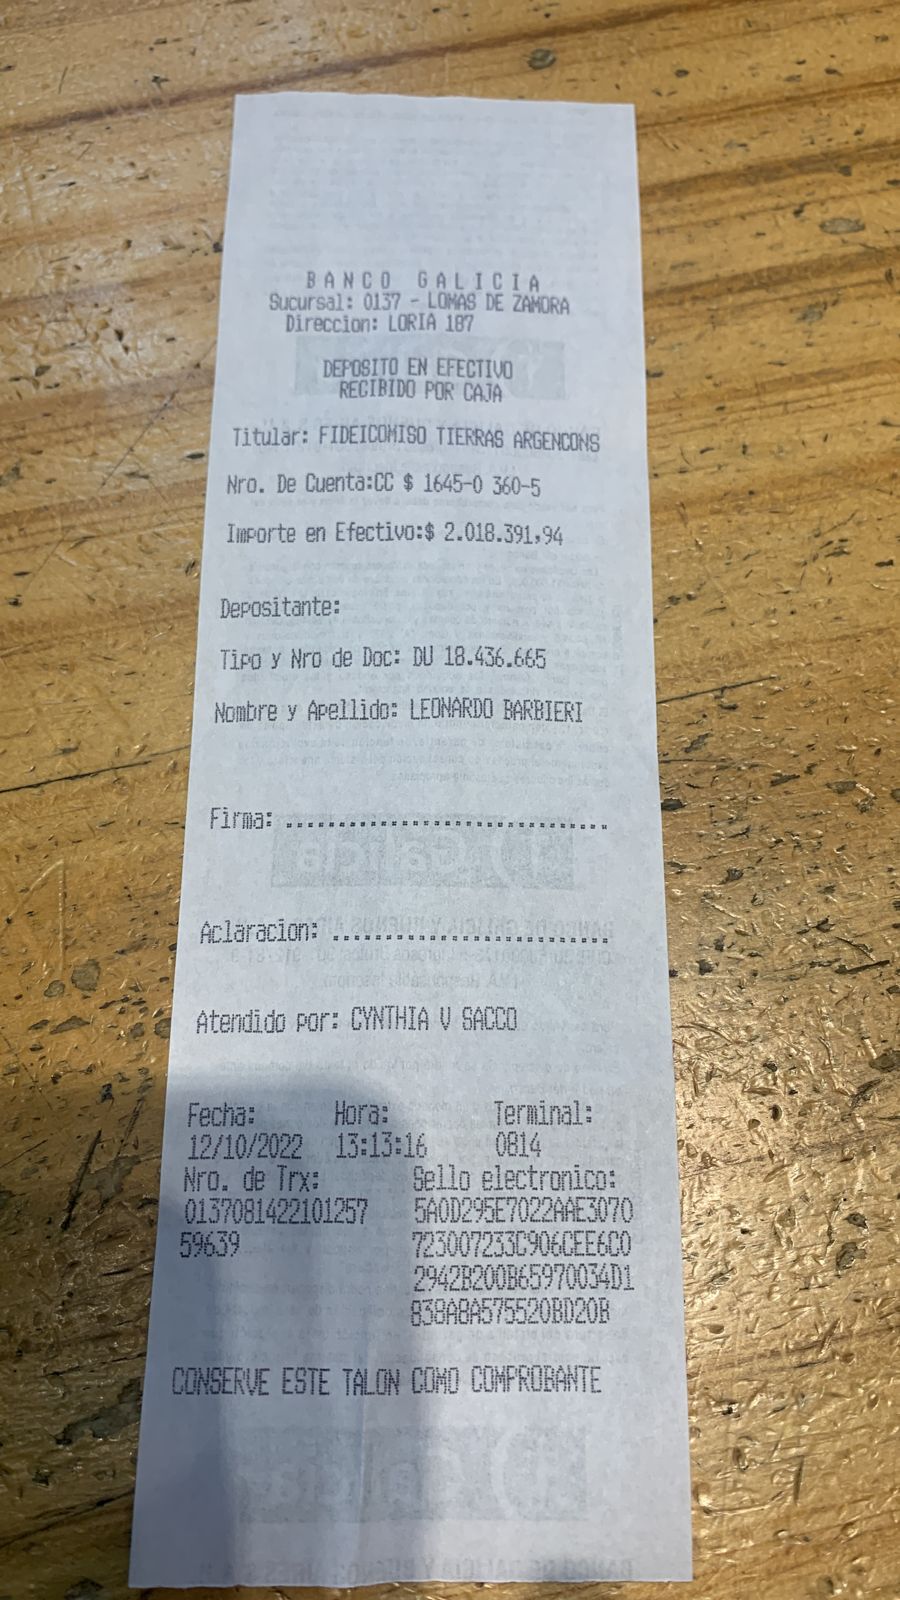 BANCO GALICIA
Sucursal: 0137 - LOMAS DE ZAMORA
Direccion: LORIA 187
DEPOSITO EN EFECTIVO
RECIBIDO POR CAJA
Titular: FIDEICOMISO TIERRAS ARGENCONS
Nro. De Cuenta:CC $ 1645-0 360-5
Importe en Efectivo:$ 2.018.391,94
Depositante:
Tipo y Nro de Doc: DU 18.436.665
Nombre y Apellido: LEONARDO BARBIERI
Firma: ................................
Aclaracion: ............................
Atendido por: CYNTHIA V SACCO
Fecha: Hora: Terminal:
12/10/2022 13:13:16 0814
Nro. de Trx: Sello electronico:
0137081422101257 5A0D295E7022AAE3070
59639 723007233C906CEE6C0
2942B200B65970034D1
838A8A575520BD20B
CONSERVE ESTE TALON COMO COMPROBANTE